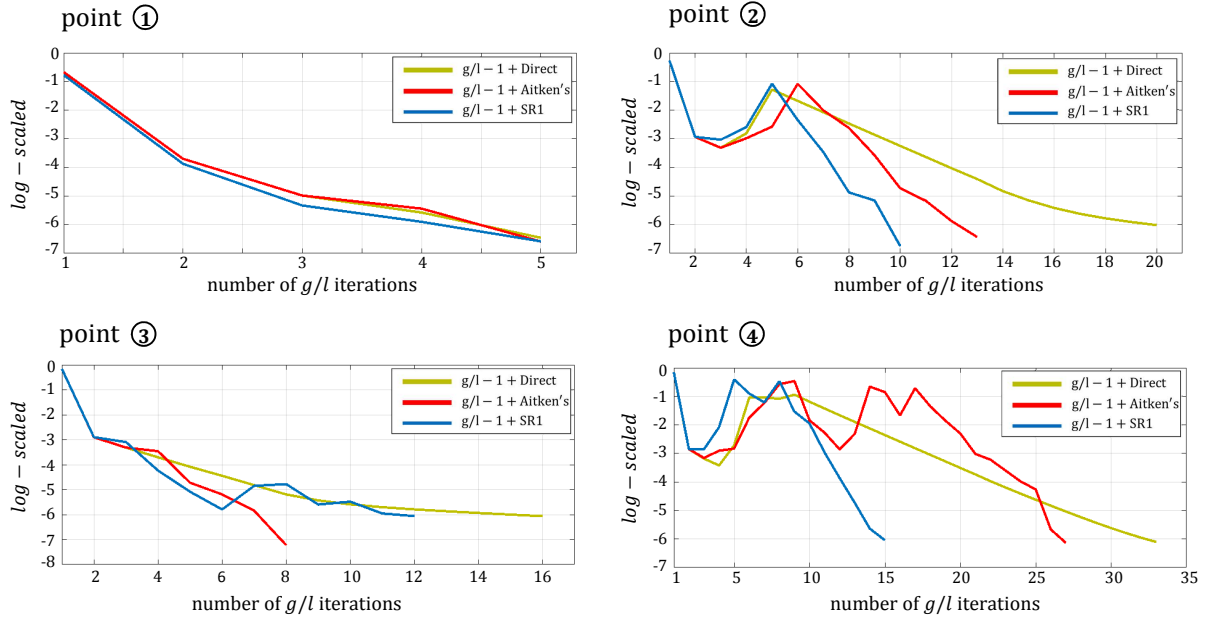 point ①
0
-1
-2
-3
-4
-5
-6
-7
log − scaled
g/l − 1 + Direct
g/l − 1 + Aitken's
g/l − 1 + SR1
1 2 3 4 5
number of g/l iterations
point ②
0
-1
-2
-3
-4
-5
-6
-7
log − scaled
g/l − 1 + Direct
g/l − 1 + Aitken's
g/l − 1 + SR1
2 4 6 8 10 12 14 16 18 20
number of g/l iterations
point ③
0
-1
-2
-3
-4
-5
-6
-7
-8
log − scaled
g/l − 1 + Direct
g/l − 1 + Aitken's
g/l − 1 + SR1
2 4 6 8 10 12 14 16
number of g/l iterations
point ④
0
-1
-2
-3
-4
-5
-6
-7
log − scaled
g/l − 1 + Direct
g/l − 1 + Aitken's
g/l − 1 + SR1
1 5 10 15 20 25 30 35
number of g/l iterations